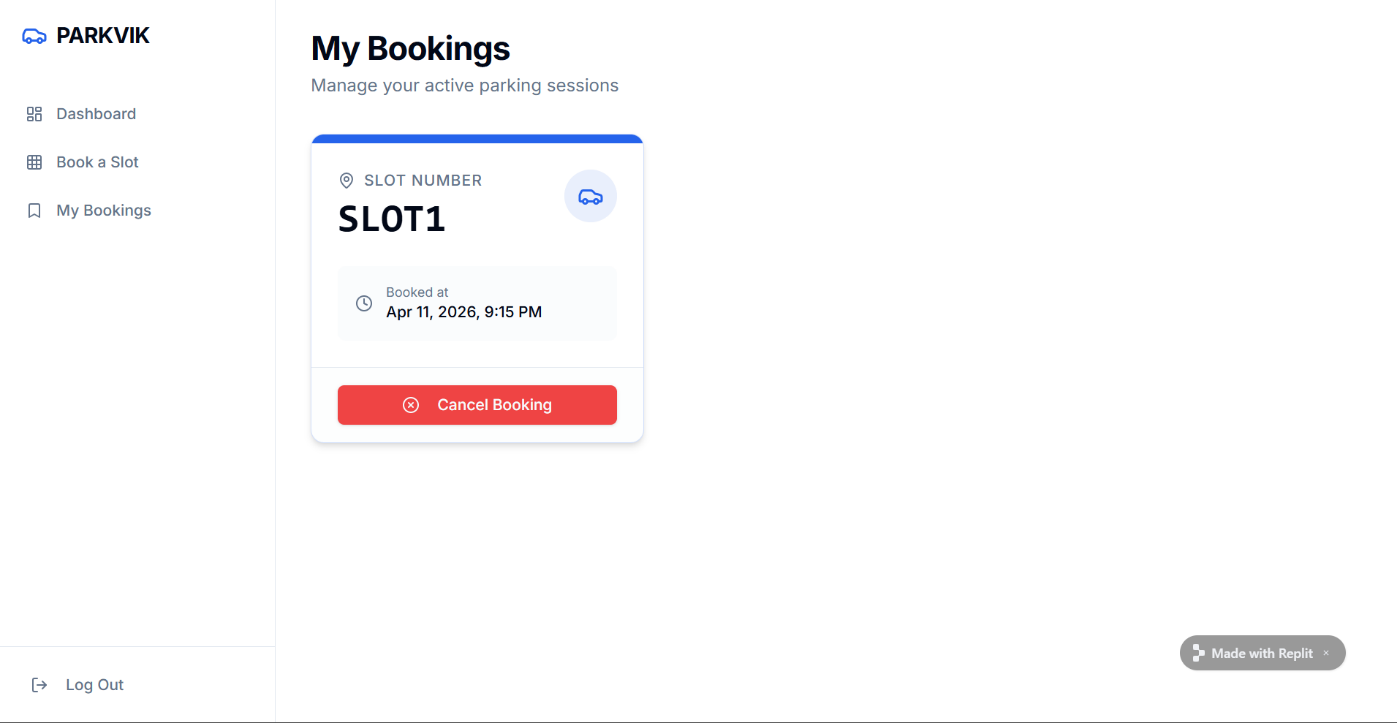 PARKVIK
Dashboard
Book a Slot
My Bookings
Log Out
My Bookings
Manage your active parking sessions
SLOT NUMBER
SLOT1
Booked at
Apr 11, 2026, 9:15 PM
Cancel Booking
Made with Replit ×